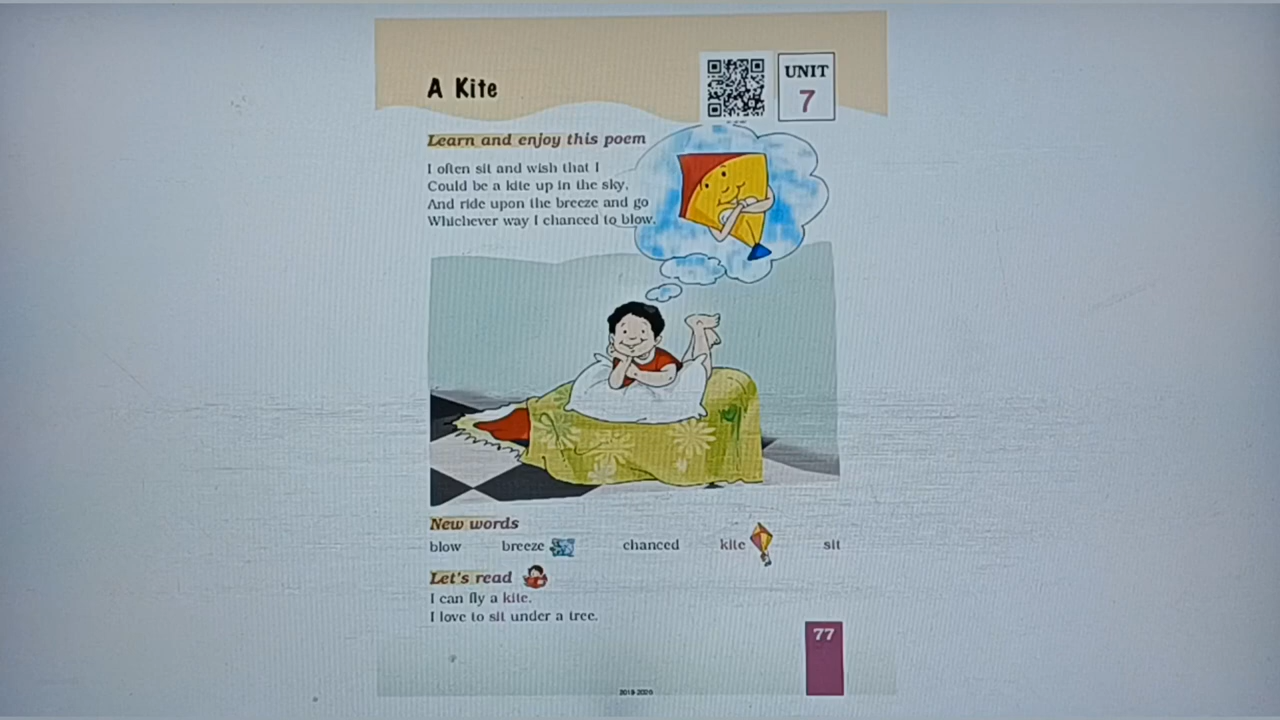 A Kite
UNIT
7
Learn and enjoy this poem
I often sit and wish that I
Could be a kite up in the sky,
And ride upon the breeze and go
Whichever way I chanced to blow.
New words
blow breeze chanced kite sit
Let's read
I can fly a kite.
I love to sit under a tree.
77
2019-2020